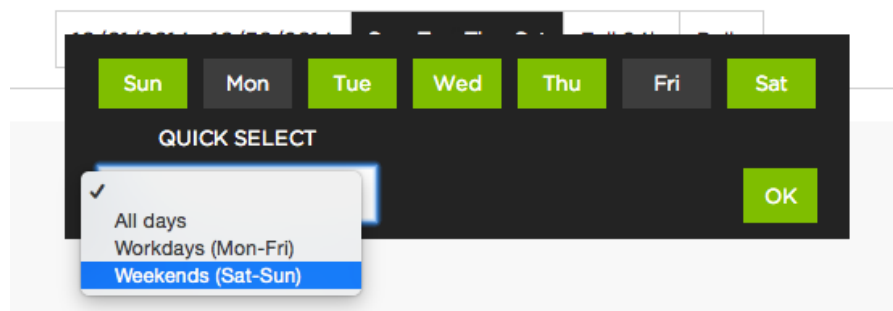 Sun Mon Tue Wed Thu Fri Sat
QUICK SELECT
✓
OK
All days
Workdays (Mon-Fri)
Weekends (Sat-Sun)